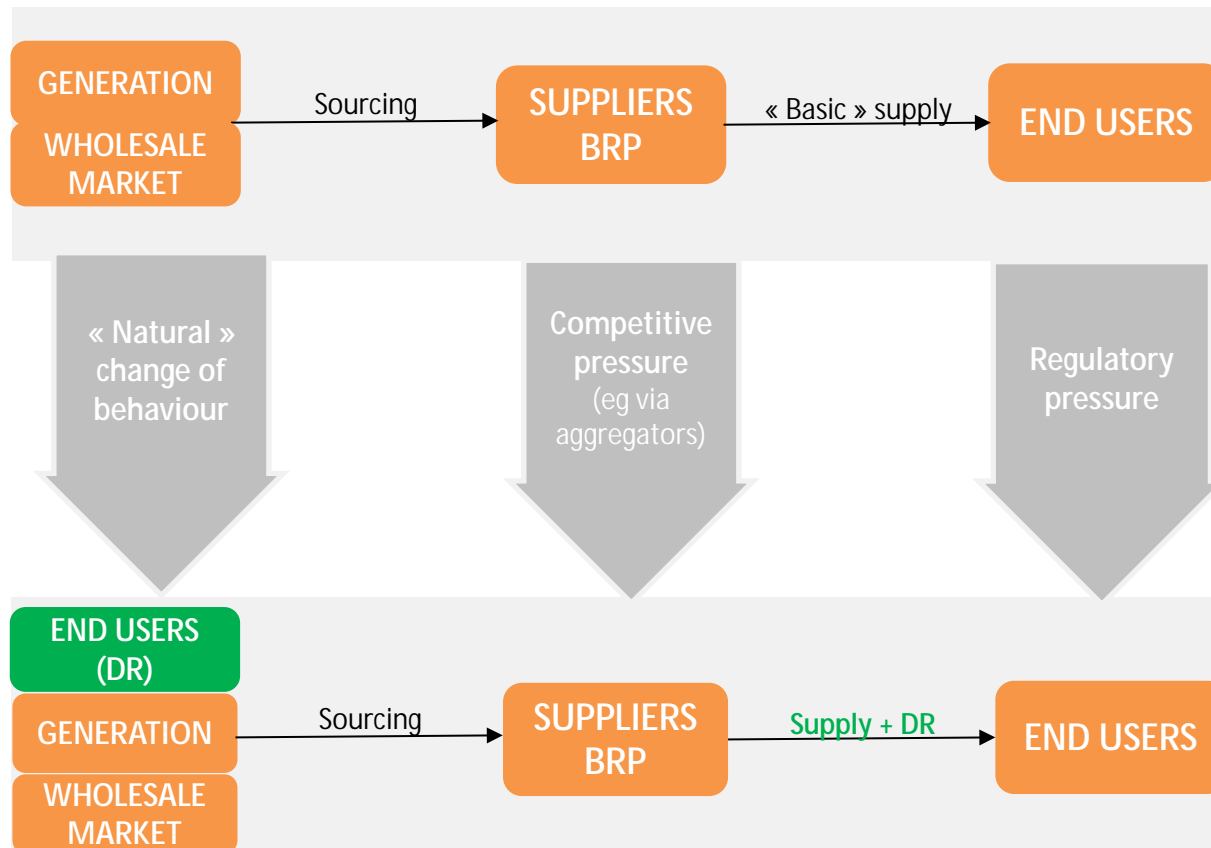 GENERATION
WHOLESALE
MARKET
Sourcing
SUPPLIERS
BRP
« Basic » supply
END USERS
« Natural »
change of
behaviour
Competitive
pressure
(eg via
aggregators)
Regulatory
pressure
END USERS
(DR)
GENERATION
WHOLESALE
MARKET
Sourcing
SUPPLIERS
BRP
Supply + DR
END USERS